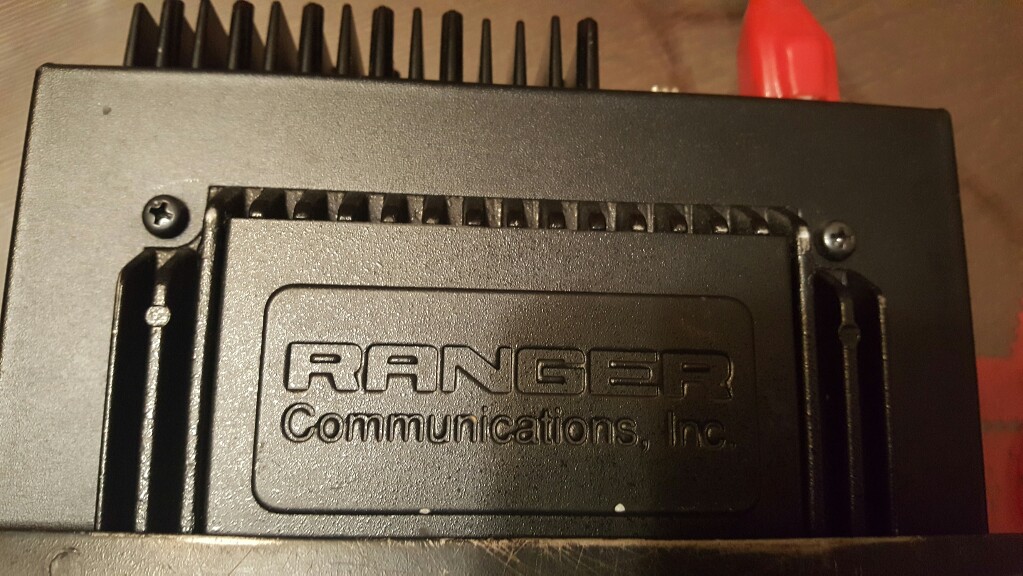 RANGER
Communications, Inc.